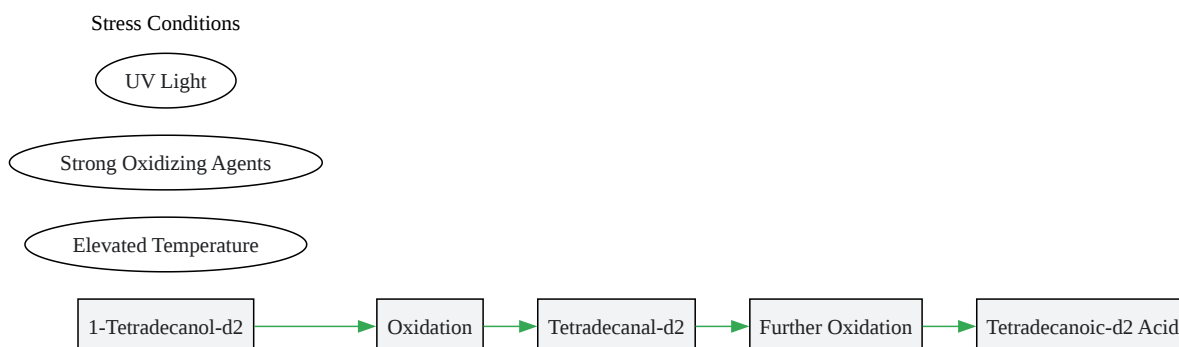 Stress Conditions
UV Light
Strong Oxidizing Agents
Elevated Temperature
1-Tetradecanol-d2
Oxidation
Tetradecanal-d2
Further Oxidation
Tetradecanoic-d2 Acid